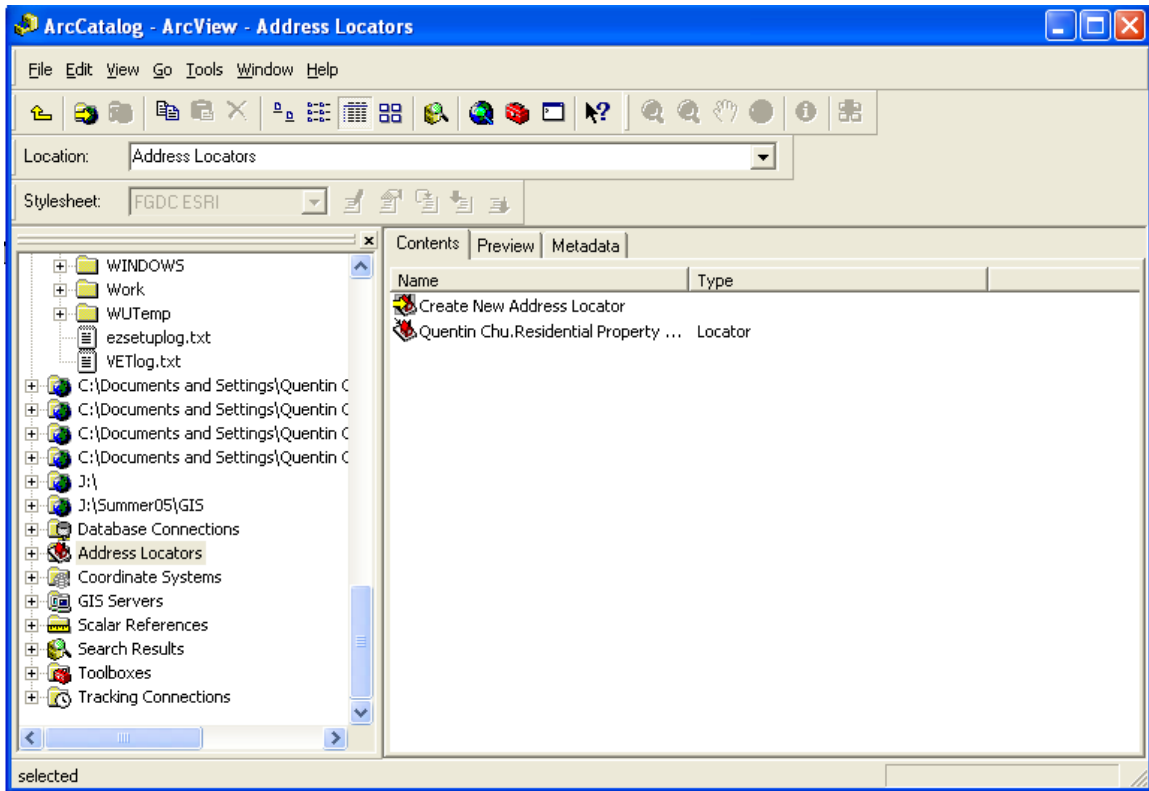 ArcCatalog - ArcView - Address Locators
File Edit View Go Tools Window Help
Location: Address Locators
Stylesheet: FGDC ESRI
WINDOWS
Work
WUTemp
ezsetuplog.txt
VETlog.txt
C:\Documents and Settings\Quentin C
C:\Documents and Settings\Quentin C
C:\Documents and Settings\Quentin C
C:\Documents and Settings\Quentin C
J:\
J:\Summer05\GIS
Database Connections
Address Locators
Coordinate Systems
GIS Servers
Scalar References
Search Results
Toolboxes
Tracking Connections
Contents Preview Metadata
Name Type
Create New Address Locator
Quentin Chu.Residential Property ... Locator
selected